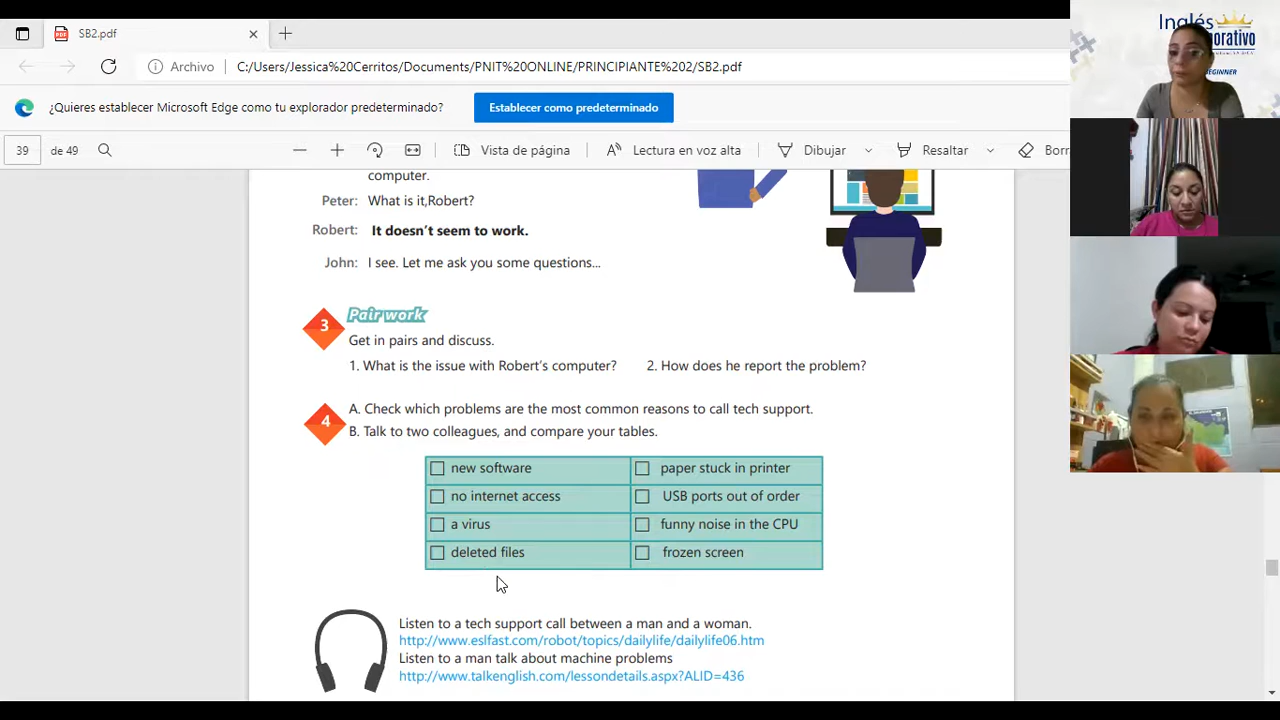 SB2.pdf
Archivo
C:/Users/Jessica%20Cerritos/Documents/PNIT%20ONLINE/PRINCIPIANTE%202/SB2.pdf
¿Quieres establecer Microsoft Edge como tu explorador predeterminado?
Establecer como predeterminado
39 de 49
Vista de página
Lectura en voz alta
Dibujar
Resaltar
Borr
computer.
Peter: What is it,Robert?
Robert: It doesn't seem to work.
John: I see. Let me ask you some questions...
3 Pair work
Get in pairs and discuss.
1. What is the issue with Robert's computer? 2. How does he report the problem?
4
A. Check which problems are the most common reasons to call tech support.
B. Talk to two colleagues, and compare your tables.
new software paper stuck in printer
no internet access USB ports out of order
a virus funny noise in the CPU
deleted files frozen screen
Listen to a tech support call between a man and a woman.
http://www.eslfast.com/robot/topics/dailylife/dailylife06.htm
Listen to a man talk about machine problems
http://www.talkenglish.com/lessondetails.aspx?ALID=436
Inglés
orativo
BEGINNER